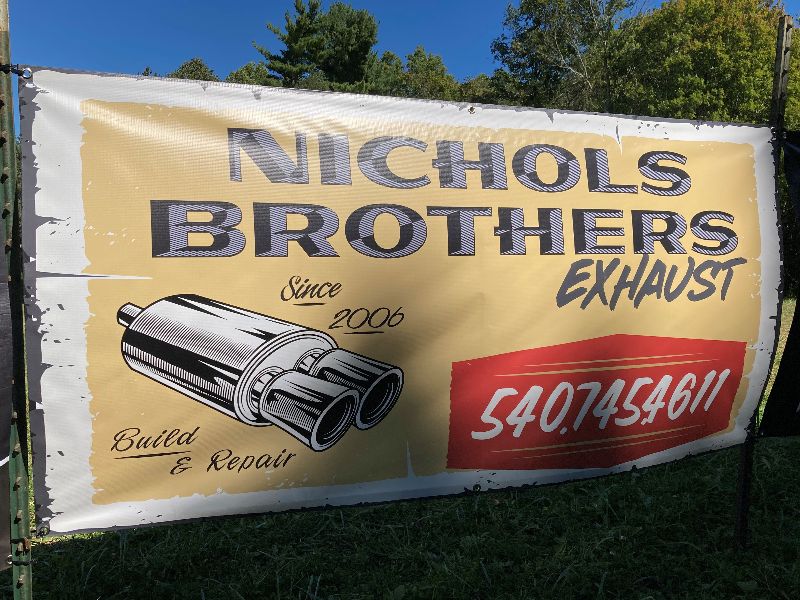 NICHOLS
BROTHERS
EXHAUST
Since
2006
540.745.4611
Build
& Repair